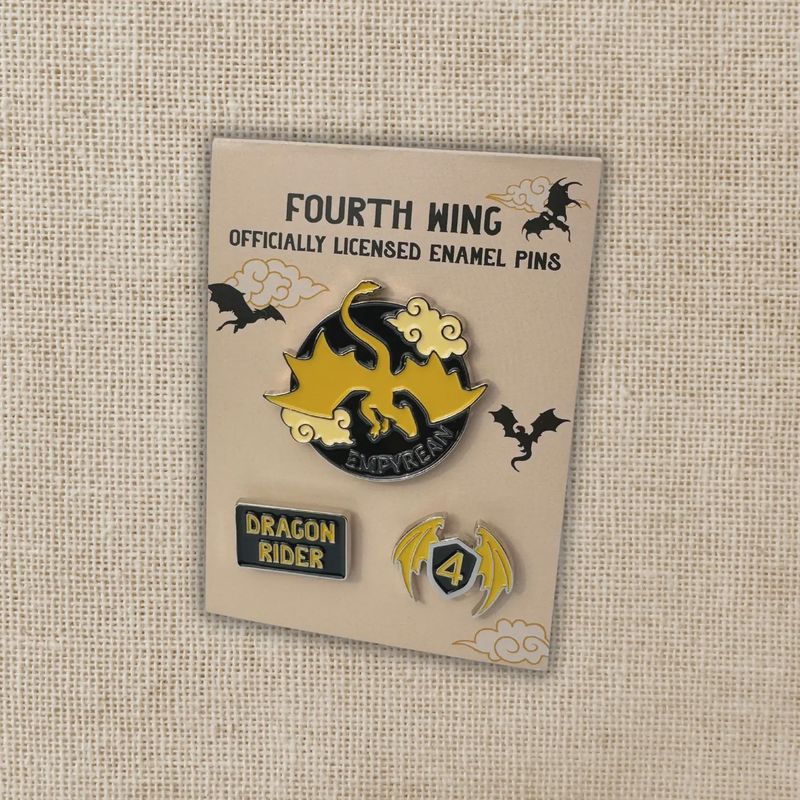 FOURTH WING
OFFICIALLY LICENSED ENAMEL PINS
EMPYREAN
DRAGON
RIDER
4